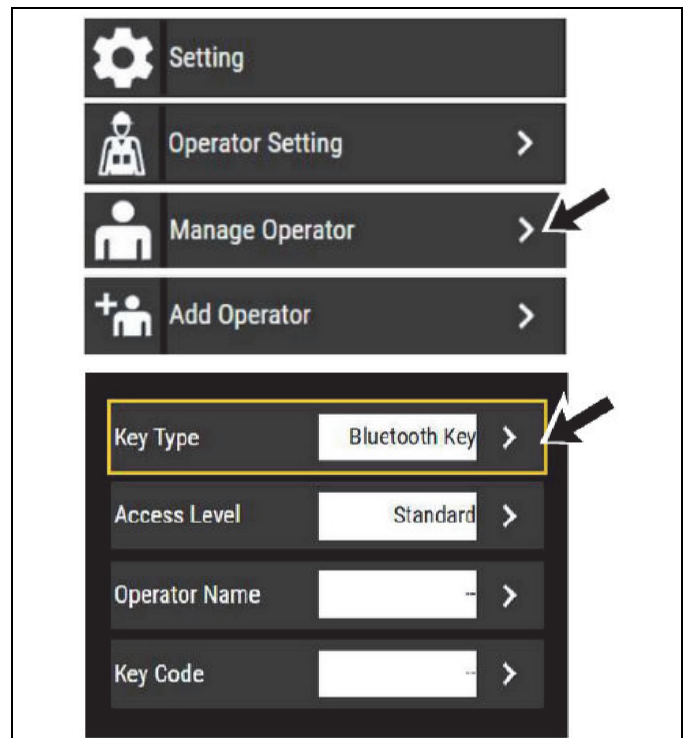 Setting
Operator Setting
Manage Operator
Add Operator
Key Type Bluetooth Key
Access Level Standard
Operator Name --
Key Code --